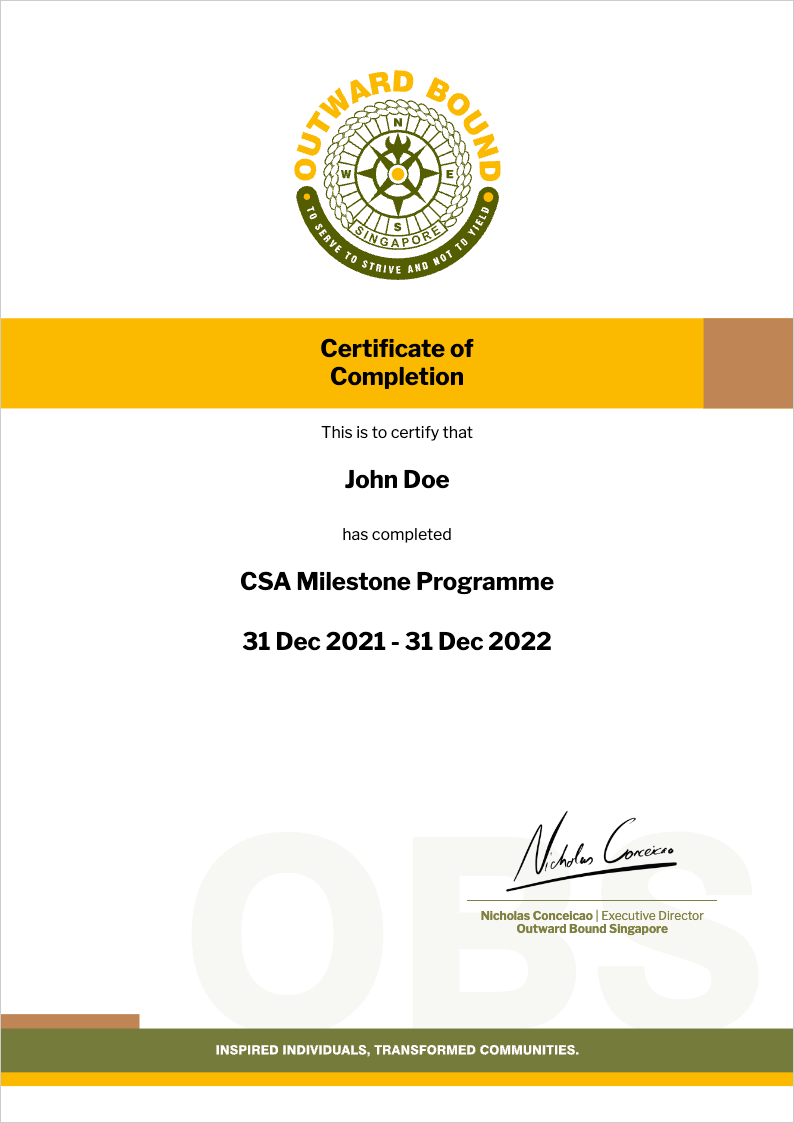 OUTWARD BOUND
N
W
E
S
SINGAPORE
TO SERVE TO STRIVE AND NOT TO YIELD
Certificate of
Completion
This is to certify that
John Doe
has completed
CSA Milestone Programme
31 Dec 2021 - 31 Dec 2022
OBS
Nicholas Conceicao
Nicholas Conceicao | Executive Director
Outward Bound Singapore
INSPIRED INDIVIDUALS, TRANSFORMED COMMUNITIES.